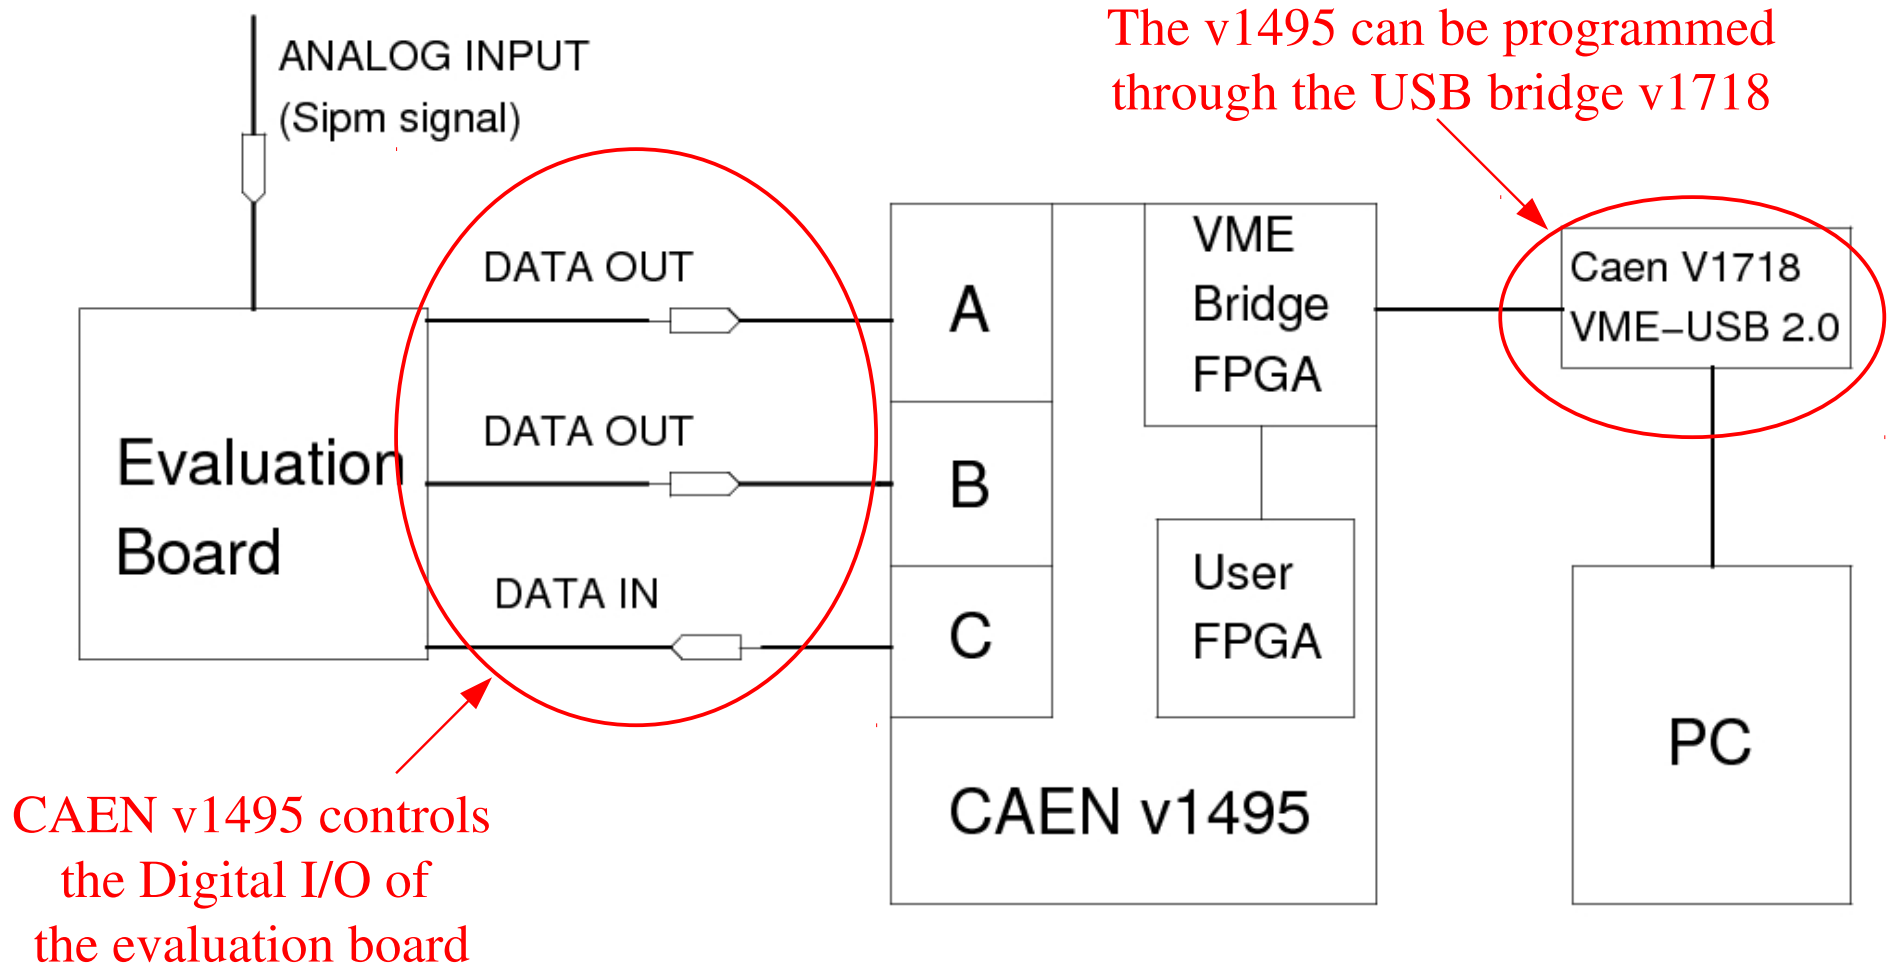 The v1495 can be programmed
through the USB bridge v1718
ANALOG INPUT
(Sipm signal)
DATA OUT
DATA OUT
DATA IN
Evaluation
Board
A
B
C
VME
Bridge
FPGA
User
FPGA
CAEN v1495
Caen V1718
VME−USB 2.0
PC
CAEN v1495 controls
the Digital I/O of
the evaluation board